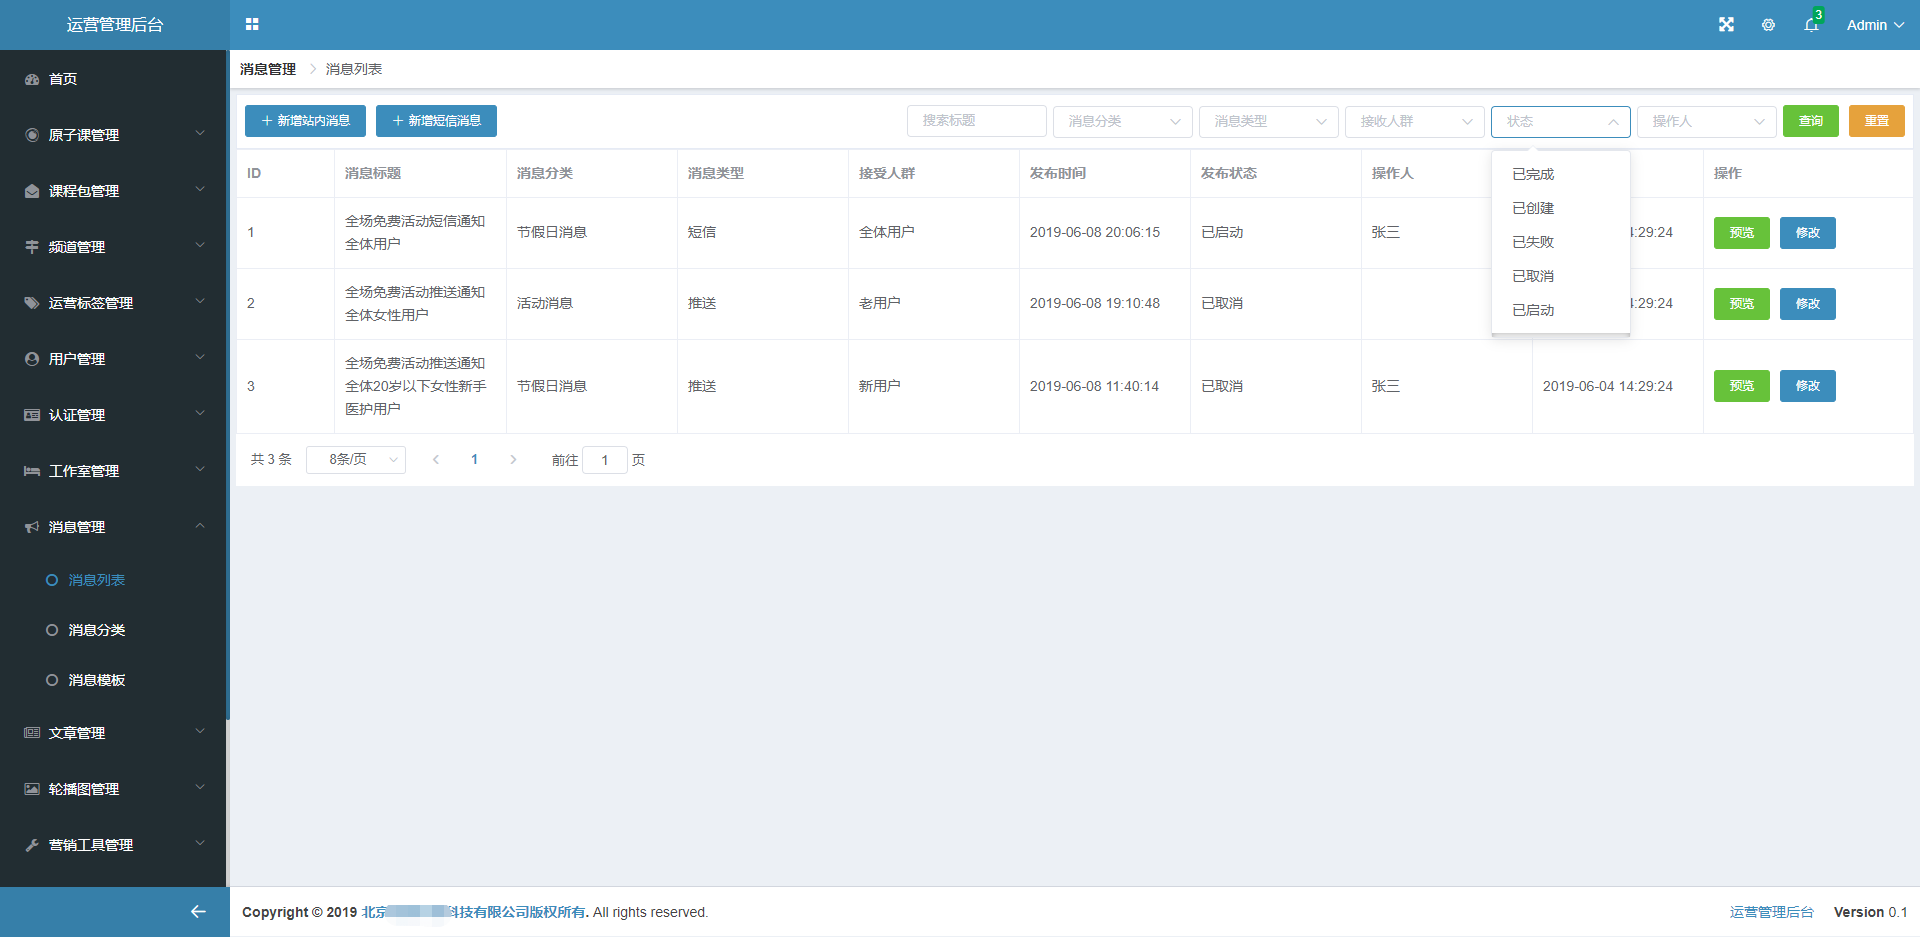 运营管理后台
3
Admin
首页
原子课管理
课程包管理
频道管理
运营标签管理
用户管理
认证管理
工作室管理
消息管理
消息列表
消息分类
消息模板
文章管理
轮播图管理
营销工具管理
消息管理 消息列表
新增站内消息 新增短信消息 搜索标题 消息分类 消息类型 接收人群 状态 操作人 查询 重置
已完成
已创建
已失败
已取消
已启动
ID 消息标题 消息分类 消息类型 接受人群 发布时间 发布状态 操作人 操作
1 全场免费活动短信通知 节假日消息 短信 全体用户 2019-06-08 20:06:15 已启动 张三 :29:24 预览 修改
全体用户
2 全场免费活动推送通知 活动消息 推送 老用户 2019-06-08 19:10:48 已取消 :29:24 预览 修改
全体女性用户
3 全场免费活动推送通知 节假日消息 推送 新用户 2019-06-08 11:40:14 已取消 张三 2019-06-04 14:29:24 预览 修改
全体20岁以下女性新手
医护用户
共 3 条 8条/页 1 前往 1 页
Copyright © 2019 北京 科技有限公司版权所有. All rights reserved.
运营管理后台 Version 0.1